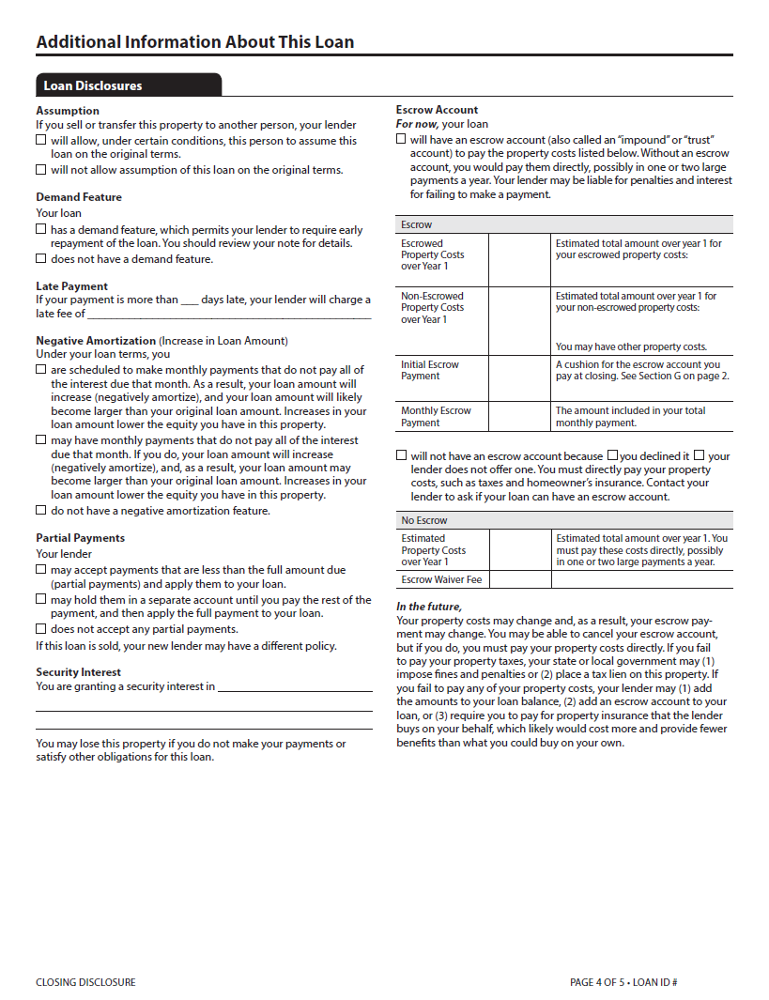 Additional Information About This Loan
Loan Disclosures
Assumption
If you sell or transfer this property to another person, your lender
☐ will allow, under certain conditions, this person to assume this
loan on the original terms.
☐ will not allow assumption of this loan on the original terms.
Demand Feature
Your loan
☐ has a demand feature, which permits your lender to require early
repayment of the loan. You should review your note for details.
☐ does not have a demand feature.
Late Payment
If your payment is more than ___ days late, your lender will charge a
late fee of ___
Negative Amortization (Increase in Loan Amount)
Under your loan terms, you
☐ are scheduled to make monthly payments that do not pay all of
the interest due that month. As a result, your loan amount will
increase (negatively amortize), and your loan amount will likely
become larger than your original loan amount. Increases in your
loan amount lower the equity you have in this property.
☐ may have monthly payments that do not pay all of the interest
due that month. If you do, your loan amount will increase
(negatively amortize), and, as a result, your loan amount may
become larger than your original loan amount. Increases in your
loan amount lower the equity you have in this property.
☐ do not have a negative amortization feature.
Partial Payments
Your lender
☐ may accept payments that are less than the full amount due
(partial payments) and apply them to your loan.
☐ may hold them in a separate account until you pay the rest of the
payment, and then apply the full payment to your loan.
☐ does not accept any partial payments.
If this loan is sold, your new lender may have a different policy.
Security Interest
You are granting a security interest in ___
You may lose this property if you do not make your payments or
satisfy other obligations for this loan.
Escrow Account
For now, your loan
☐ will have an escrow account (also called an “impound” or “trust”
account) to pay the property costs listed below. Without an escrow
account, you would pay them directly, possibly in one or two large
payments a year. Your lender may be liable for penalties and interest
for failing to make a payment.
Escrow
Escrowed
Property Costs
over Year 1
Estimated total amount over year 1 for
your escrowed property costs:
Non-Escrowed
Property Costs
over Year 1
Estimated total amount over year 1 for
your non-escrowed property costs:
You may have other property costs.
Initial Escrow
Payment
A cushion for the escrow account you
pay at closing. See Section G on page 2.
Monthly Escrow
Payment
The amount included in your total
monthly payment.
☐ will not have an escrow account because ☐ you declined it ☐ your
lender does not offer one. You must directly pay your property
costs, such as taxes and homeowner’s insurance. Contact your
lender to ask if your loan can have an escrow account.
No Escrow
Estimated
Property Costs
over Year 1
Estimated total amount over year 1. You
must pay these costs directly, possibly
in one or two large payments a year.
Escrow Waiver Fee
In the future,
Your property costs may change and, as a result, your escrow pay-
ment may change. You may be able to cancel your escrow account,
but if you do, you must pay your property costs directly. If you fail
to pay your property taxes, your state or local government may (1)
impose fines and penalties or (2) place a tax lien on this property. If
you fail to pay any of your property costs, your lender may (1) add
the amounts to your loan balance, (2) add an escrow account to your
loan, or (3) require you to pay for property insurance that the lender
buys on your behalf, which likely would cost more and provide fewer
benefits than what you could buy on your own.
CLOSING DISCLOSURE
PAGE 4 OF 5 • LOAN ID #